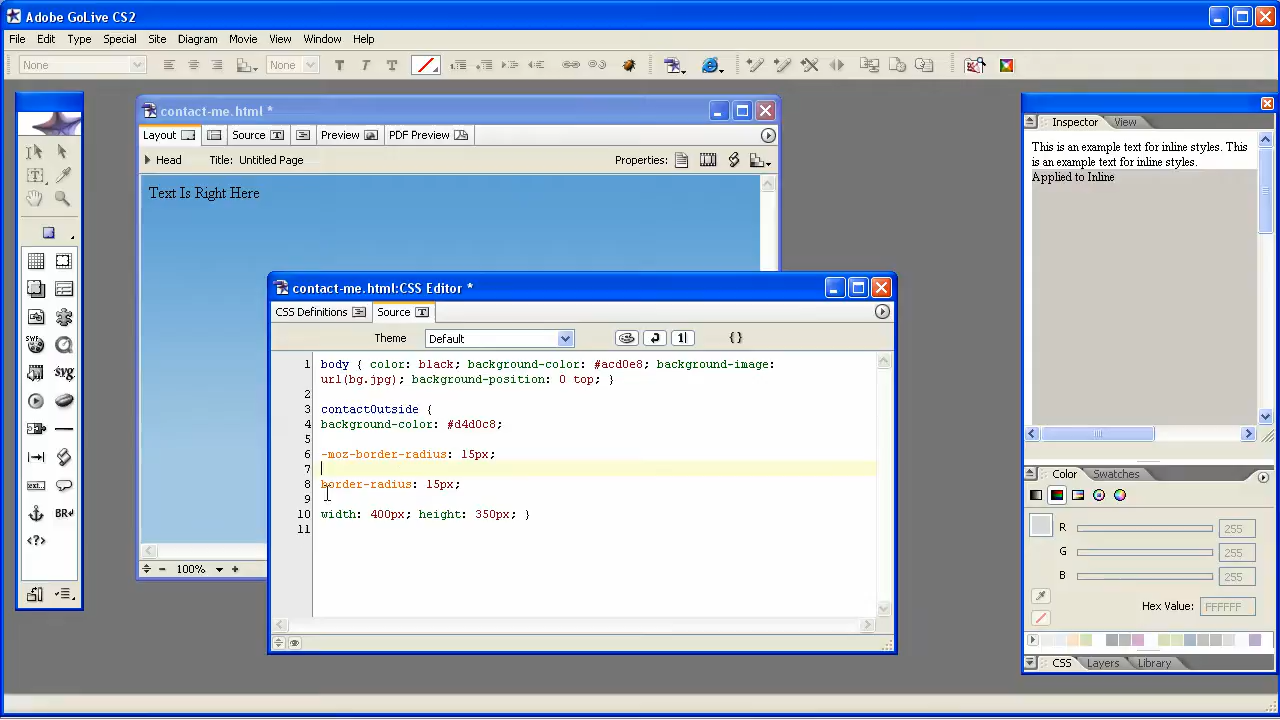 Adobe GoLive CS2
File Edit Type Special Site Diagram Movie View Window Help
None None
contact-me.html *
Layout Source Preview PDF Preview
Head Title: Untitled Page Properties:
Text Is Right Here
100%
contact-me.html:CSS Editor *
CSS Definitions Source
Theme Default
1 body { color: black; background-color: #acd0e8; background-image:
url(bg.jpg); background-position: 0 top; }
2
3 contactOutside {
4 background-color: #d4d0c8;
5
6 -moz-border-radius: 15px;
7
8 border-radius: 15px;
9
10 width: 400px; height: 350px; }
11
swf
svg
text...
BR
<?>
Inspector View
This is an example text for inline styles. This
is an example text for inline styles.
Applied to Inline
Color Swatches
R 255
G 255
B 255
Hex Value: FFFFFF
CSS Layers Library